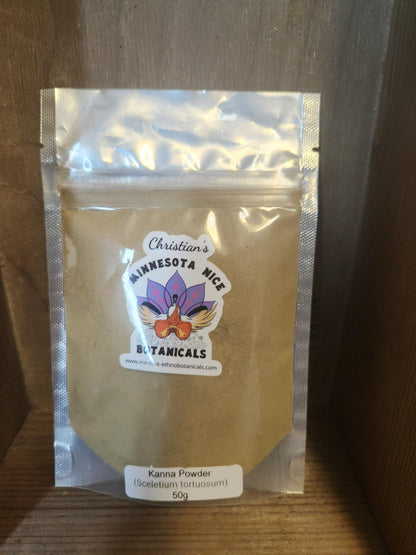 Christian's
MINNESOTA NICE
BOTANICALS
Kanna Powder
(Sceletium tortuosum)
50g